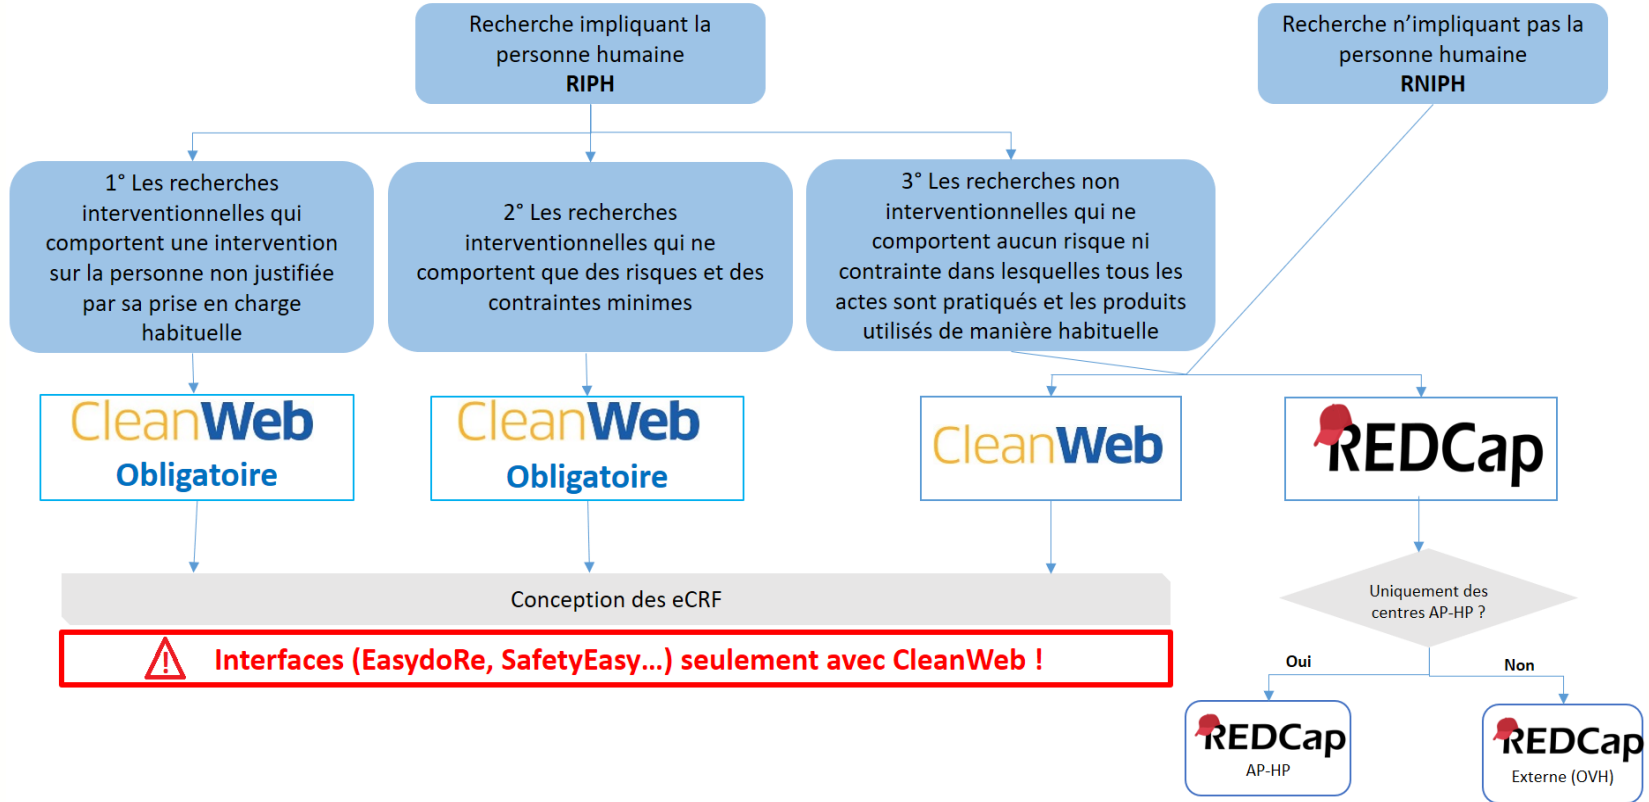 Recherche impliquant la
personne humaine
RIPH
Recherche n’impliquant pas la
personne humaine
RNIPH
1° Les recherches
interventionnelles qui
comportent une intervention
sur la personne non justifiée
par sa prise en charge
habituelle
2° Les recherches
interventionnelles qui ne
comportent que des risques et des
contraintes minimes
3° Les recherches non
interventionnelles qui ne
comportent aucun risque ni
contrainte dans lesquelles tous les
actes sont pratiqués et les produits
utilisés de manière habituelle
CleanWeb
Obligatoire
CleanWeb
Obligatoire
CleanWeb
REDCap
Conception des eCRF
Interfaces (EasydoRe, SafetyEasy...) seulement avec CleanWeb !
Uniquement des
centres AP-HP ?
Oui
Non
REDCap
AP-HP
REDCap
Externe (OVH)